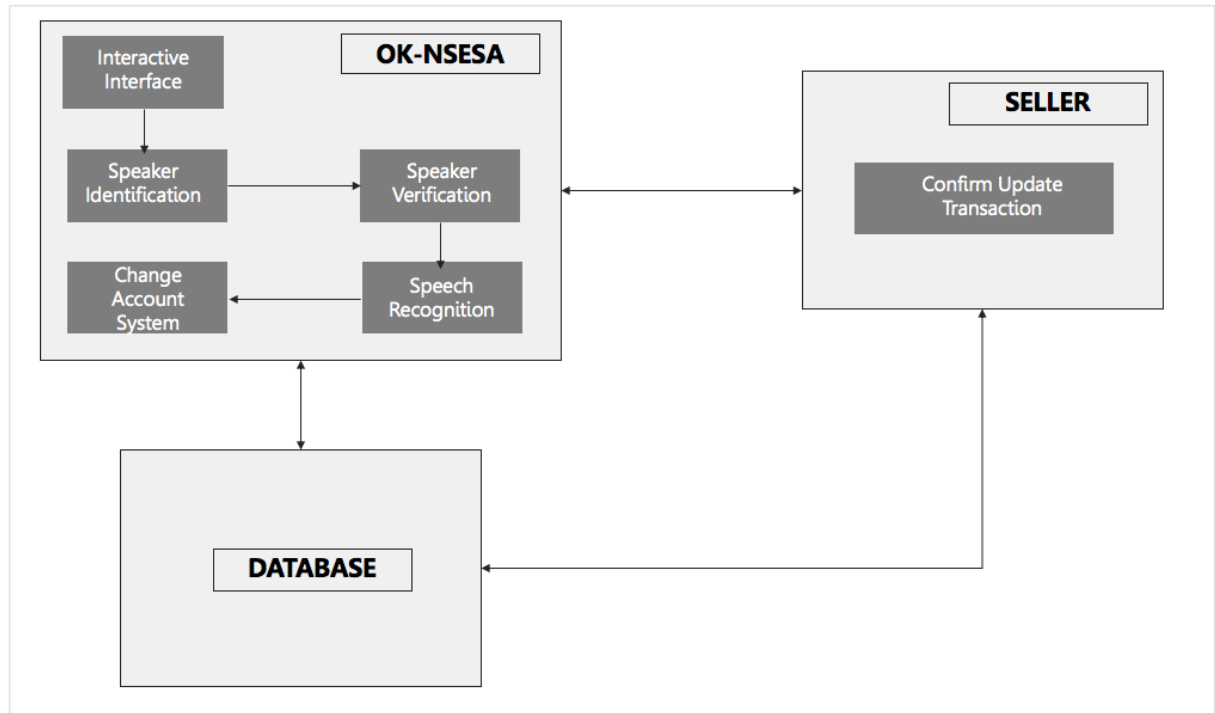 OK-NSESA
Interactive
Interface
Speaker
Identification
Speaker
Verification
Change
Account
System
Speech
Recognition
SELLER
Confirm Update
Transaction
DATABASE